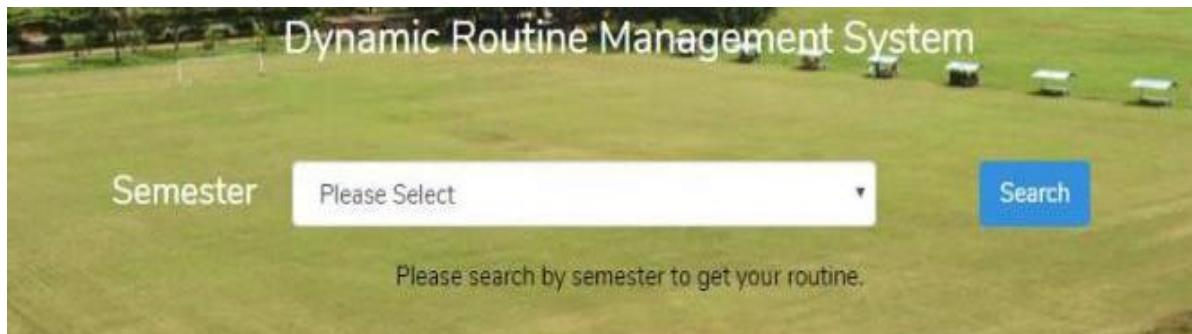 Dynamic Routine Management System
Semester
Please Select
Search
Please search by semester to get your routine.